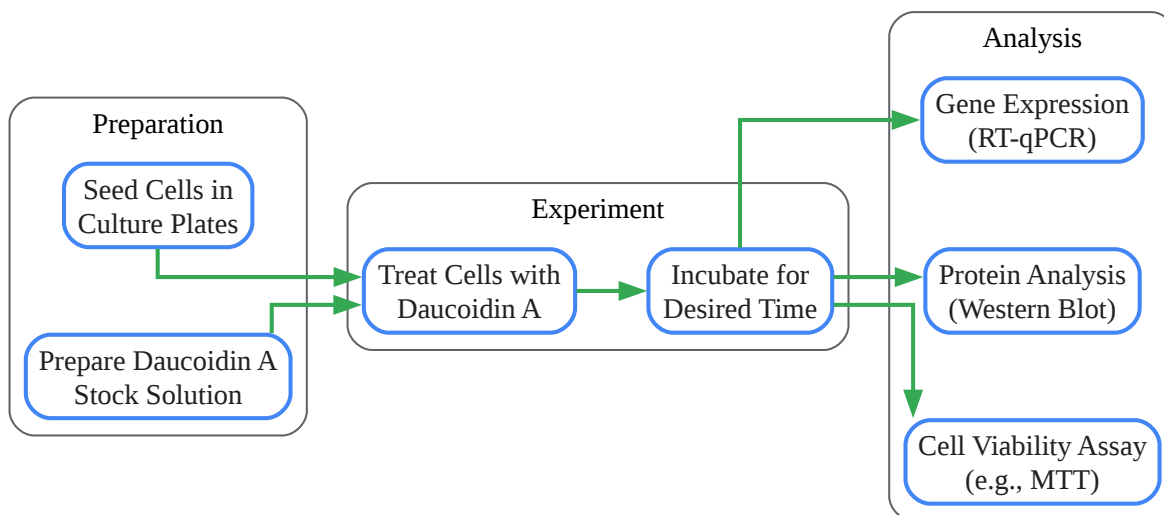 Preparation
Seed Cells in
Culture Plates
Prepare Daucoidin A
Stock Solution
Experiment
Treat Cells with
Daucoidin A
Incubate for
Desired Time
Analysis
Gene Expression
(RT-qPCR)
Protein Analysis
(Western Blot)
Cell Viability Assay
(e.g., MTT)